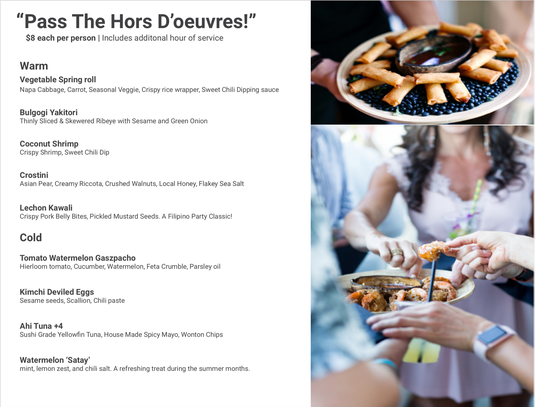 “Pass The Hors D’oeuvres!”
$8 each per person | Includes additonal hour of service
Warm
Vegetable Spring roll
Napa Cabbage, Carrot, Seasonal Veggie, Crispy rice wrapper, Sweet Chili Dipping sauce
Bulgogi Yakitori
Thinly Sliced & Skewered Ribeye with Sesame and Green Onion
Coconut Shrimp
Crispy Shrimp, Sweet Chili Dip
Crostini
Asian Pear, Creamy Riccota, Crushed Walnuts, Local Honey, Flakey Sea Salt
Lechon Kawali
Crispy Pork Belly Bites, Pickled Mustard Seeds. A Filipino Party Classic!
Cold
Tomato Watermelon Gaszpacho
Hierloom tomato, Cucumber, Watermelon, Feta Crumble, Parsley oil
Kimchi Deviled Eggs
Sesame seeds, Scallion, Chili paste
Ahi Tuna +4
Sushi Grade Yellowfin Tuna, House Made Spicy Mayo, Wonton Chips
Watermelon ‘Satay’
mint, lemon zest, and chili salt. A refreshing treat during the summer months.